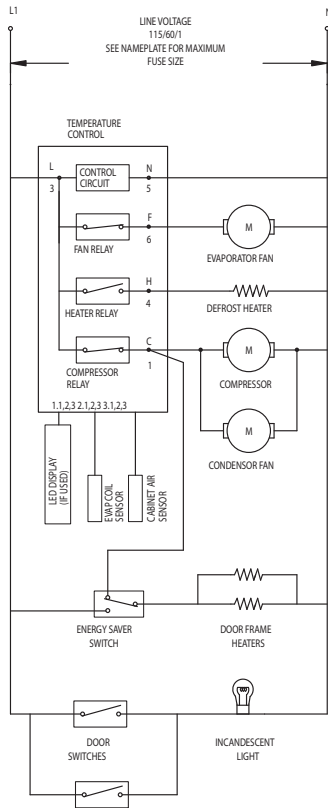 L1
N
LINE VOLTAGE
115/60/1
SEE NAMEPLATE FOR MAXIMUM
FUSE SIZE
TEMPERATURE
CONTROL
L
3
CONTROL
CIRCUIT
N
5
F
6
FAN RELAY
M
EVAPORATOR FAN
H
4
HEATER RELAY
DEFROST HEATER
C
1
COMPRESSOR
RELAY
M
COMPRESSOR
M
CONDENSOR FAN
1.1,2,3 2.1,2,3 3.1,2,3
LED DISPLAY
(IF USED)
EVAP COIL
SENSOR
CABINET AIR
SENSOR
ENERGY SAVER
SWITCH
DOOR FRAME
HEATERS
DOOR
SWITCHES
INCANDESCENT
LIGHT